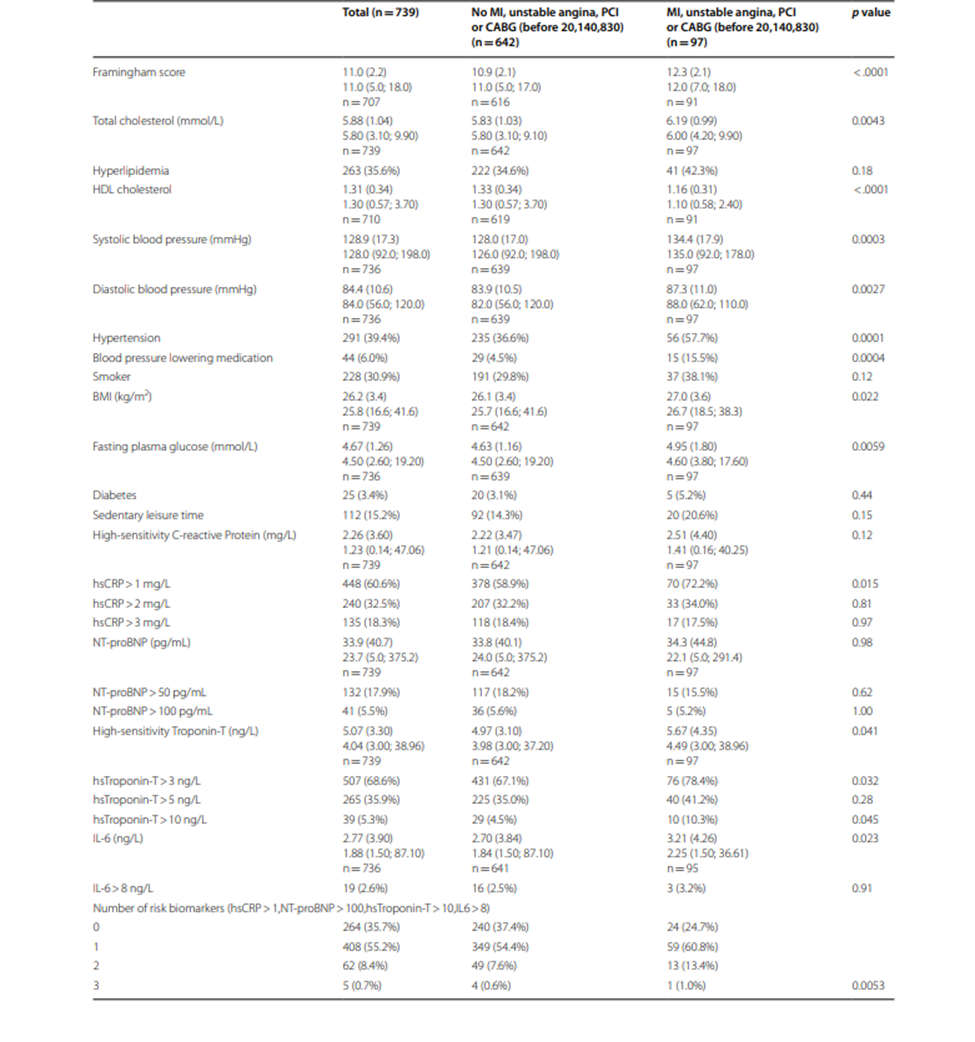 Total (n=739) No MI, unstable angina, PCI or CABG (before 20,140,830) (n=642) MI, unstable angina, PCI or CABG (before 20,140,830) (n=97) p value
Framingham score 11.0 (2.2) 10.9 (2.1) 12.3 (2.1) <.0001
11.0 (5.0; 18.0) 11.0 (5.0; 17.0) 12.0 (7.0; 18.0)
n=707 n=616 n=91
Total cholesterol (mmol/L) 5.88 (1.04) 5.83 (1.03) 6.19 (0.99) 0.0043
5.80 (3.10; 9.90) 5.80 (3.10; 9.10) 6.00 (4.20; 9.90)
n=739 n=642 n=97
Hyperlipidemia 263 (35.6%) 222 (34.6%) 41 (42.3%) 0.18
HDL cholesterol 1.31 (0.34) 1.33 (0.34) 1.16 (0.31) <.0001
1.30 (0.57; 3.70) 1.30 (0.57; 3.70) 1.10 (0.58; 2.40)
n=710 n=619 n=91
Systolic blood pressure (mmHg) 128.9 (17.3) 128.0 (17.0) 134.4 (17.9) 0.0003
128.0 (92.0; 198.0) 126.0 (92.0; 198.0) 135.0 (92.0; 178.0)
n=736 n=639 n=97
Diastolic blood pressure (mmHg) 84.4 (10.6) 83.9 (10.5) 87.3 (11.0) 0.0027
84.0 (56.0; 120.0) 82.0 (56.0; 120.0) 88.0 (62.0; 110.0)
n=736 n=639 n=97
Hypertension 291 (39.4%) 235 (36.6%) 56 (57.7%) 0.0001
Blood pressure lowering medication 44 (6.0%) 29 (4.5%) 15 (15.5%) 0.0004
Smoker 228 (30.9%) 191 (29.8%) 37 (38.1%) 0.12
BMI (kg/m²) 26.2 (3.4) 26.1 (3.4) 27.0 (3.6) 0.022
25.8 (16.6; 41.6) 25.7 (16.6; 41.6) 26.7 (18.5; 38.3)
n=739 n=642 n=97
Fasting plasma glucose (mmol/L) 4.67 (1.26) 4.63 (1.16) 4.95 (1.80) 0.0059
4.50 (2.60; 19.20) 4.50 (2.60; 19.20) 4.60 (3.80; 17.60)
n=736 n=639 n=97
Diabetes 25 (3.4%) 20 (3.1%) 5 (5.2%) 0.44
Sedentary leisure time 112 (15.2%) 92 (14.3%) 20 (20.6%) 0.15
High-sensitivity C-reactive Protein (mg/L) 2.26 (3.60) 2.22 (3.47) 2.51 (4.40) 0.12
1.23 (0.14; 47.06) 1.21 (0.14; 47.06) 1.41 (0.16; 40.25)
n=739 n=642 n=97
hsCRP>1 mg/L 448 (60.6%) 378 (58.9%) 70 (72.2%) 0.015
hsCRP>2 mg/L 240 (32.5%) 207 (32.2%) 33 (34.0%) 0.81
hsCRP>3 mg/L 135 (18.3%) 118 (18.4%) 17 (17.5%) 0.97
NT-proBNP (pg/mL) 33.9 (40.7) 33.8 (40.1) 34.3 (44.8) 0.98
23.7 (5.0; 375.2) 24.0 (5.0; 375.2) 22.1 (5.0; 291.4)
n=739 n=642 n=97
NT-proBNP>50 pg/mL 132 (17.9%) 117 (18.2%) 15 (15.5%) 0.62
NT-proBNP>100 pg/mL 41 (5.5%) 36 (5.6%) 5 (5.2%) 1.00
High-sensitivity Troponin-T (ng/L) 5.07 (3.30) 4.97 (3.10) 5.67 (4.35) 0.041
4.04 (3.00; 38.96) 3.98 (3.00; 37.20) 4.49 (3.00; 38.96)
n=739 n=642 n=97
hsTroponin-T>3 ng/L 507 (68.6%) 431 (67.1%) 76 (78.4%) 0.032
hsTroponin-T>5 ng/L 265 (35.9%) 225 (35.0%) 40 (41.2%) 0.28
hsTroponin-T>10 ng/L 39 (5.3%) 29 (4.5%) 10 (10.3%) 0.045
IL-6 (ng/L) 2.77 (3.90) 2.70 (3.84) 3.21 (4.26) 0.023
1.88 (1.50; 87.10) 1.84 (1.50; 87.10) 2.25 (1.50; 36.61)
n=736 n=641 n=95
IL-6>8 ng/L 19 (2.6%) 16 (2.5%) 3 (3.2%) 0.91
Number of risk biomarkers (hsCRP>1,NT-proBNP>100,hsTroponin-T>10,IL6>8)
0 264 (35.7%) 240 (37.4%) 24 (24.7%)
1 408 (55.2%) 349 (54.4%) 59 (60.8%)
2 62 (8.4%) 49 (7.6%) 13 (13.4%)
3 5 (0.7%) 4 (0.6%) 1 (1.0%) 0.0053